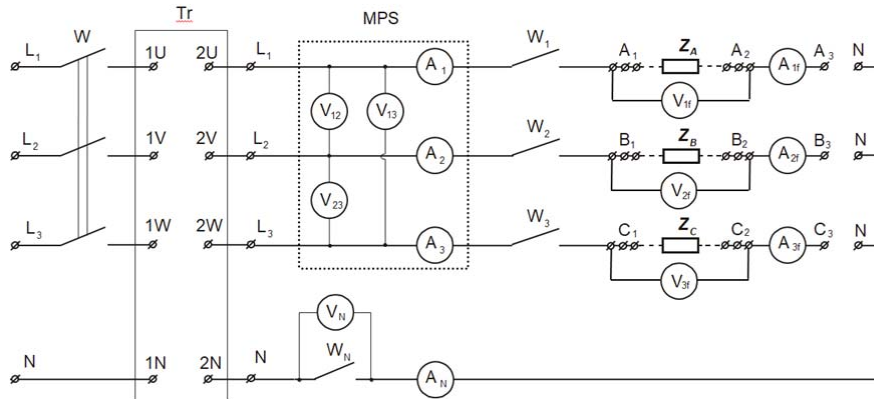 Tr MPS
L1 W 1U 2U L1 A1 W1 A1 ZA A2 A1f A3 N
V12 V13 V1f
L2 1V 2V L2 A2 W2 B1 ZB B2 A2f B3 N
V23 V2f
L3 1W 2W L3 A3 W3 C1 ZC C2 A3f C3 N
V3f
VN
N 1N 2N N WN AN